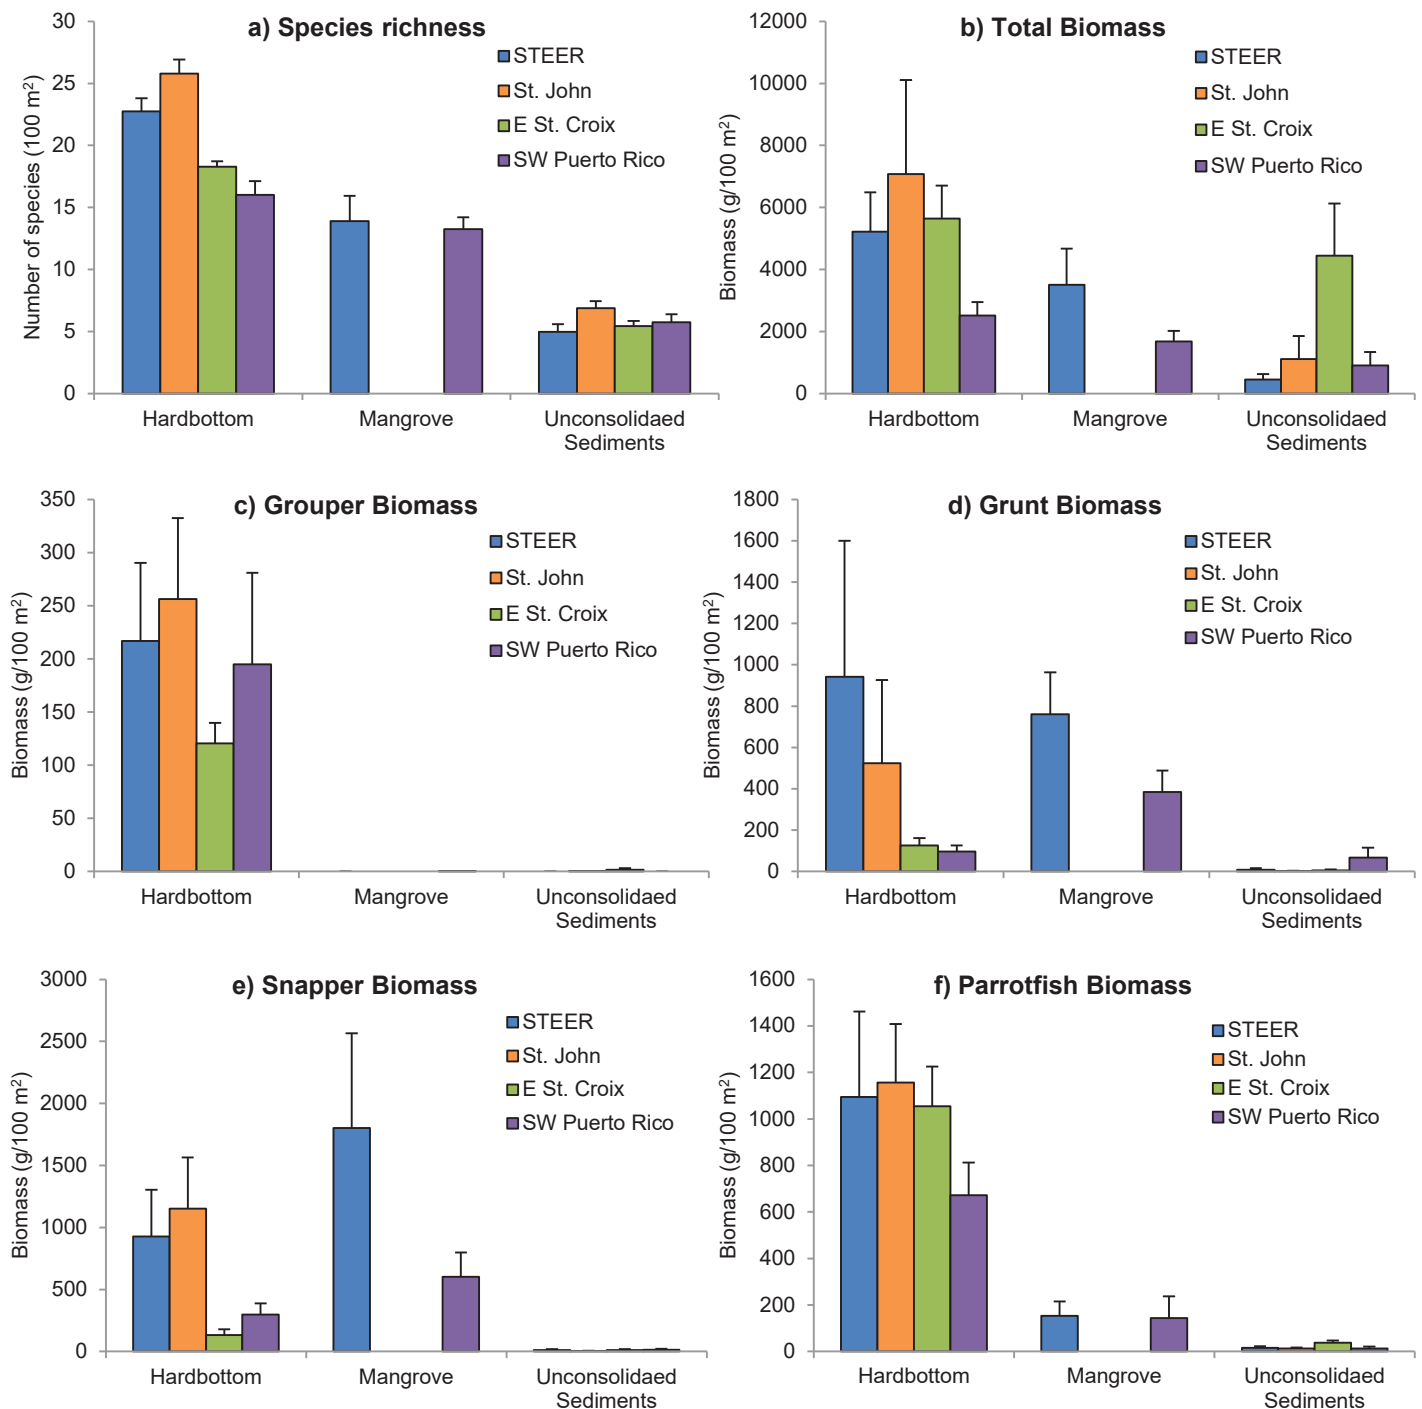 a) Species richness
Number of species (100 m²)
30
25
20
15
10
5
0
STEER
St. John
E St. Croix
SW Puerto Rico
Hardbottom
Mangrove
Unconsolidaed
Sediments
b) Total Biomass
Biomass (g/100 m²)
12000
10000
8000
6000
4000
2000
0
STEER
St. John
E St. Croix
SW Puerto Rico
Hardbottom
Mangrove
Unconsolidaed
Sediments
c) Grouper Biomass
Biomass (g/100 m²)
350
300
250
200
150
100
50
0
STEER
St. John
E St. Croix
SW Puerto Rico
Hardbottom
Mangrove
Unconsolidaed
Sediments
d) Grunt Biomass
Biomass (g/100 m²)
1800
1600
1400
1200
1000
800
600
400
200
0
STEER
St. John
E St. Croix
SW Puerto Rico
Hardbottom
Mangrove
Unconsolidaed
Sediments
e) Snapper Biomass
Biomass (g/100 m²)
3000
2500
2000
1500
1000
500
0
STEER
St. John
E St. Croix
SW Puerto Rico
Hardbottom
Mangrove
Unconsolidaed
Sediments
f) Parrotfish Biomass
Biomass (g/100 m²)
1600
1400
1200
1000
800
600
400
200
0
STEER
St. John
E St. Croix
SW Puerto Rico
Hardbottom
Mangrove
Unconsolidaed
Sediments